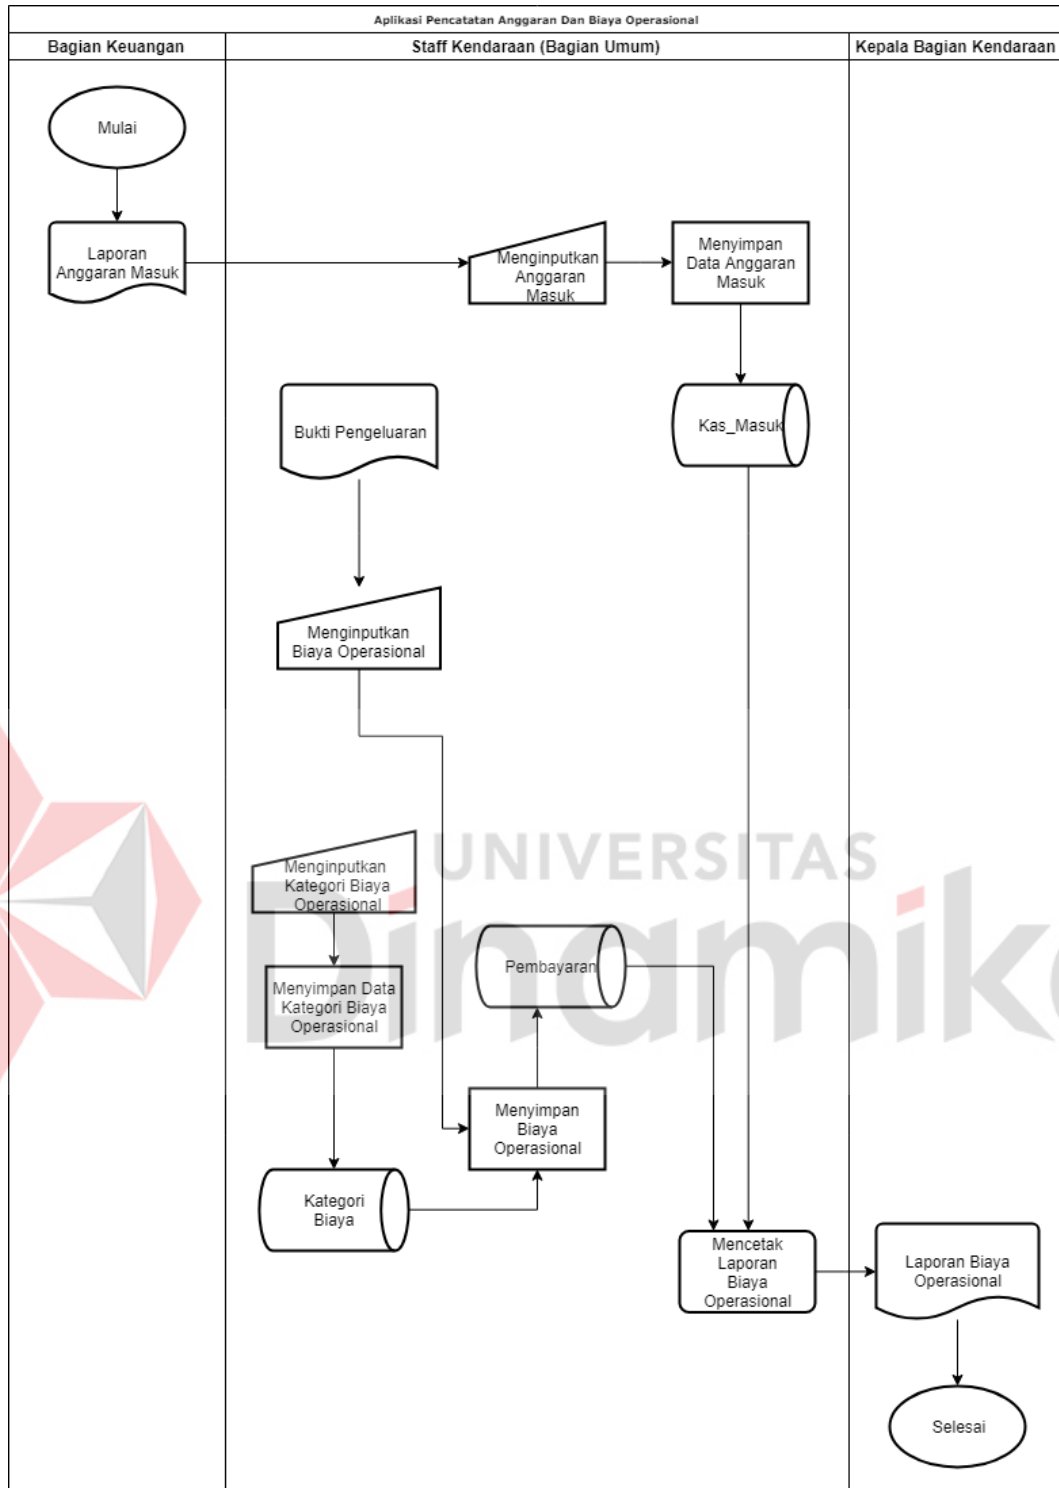 Aplikasi Pencatatan Anggaran Dan Biaya Operasional
Bagian Keuangan
Staff Kendaraan (Bagian Umum)
Kepala Bagian Kendaraan
Mulai
Laporan
Anggaran Masuk
Menginputkan
Anggaran
Masuk
Menyimpan
Data Anggaran
Masuk
Bukti Pengeluaran
Kas_Masuk
Menginputkan
Biaya Operasional
UNIVERSITAS
Dinamika
Menginputkan
Kategori Biaya
Operasional
Pembayaran
Menyimpan Data
Kategori Biaya
Operasional
Menyimpan
Biaya
Operasional
Kategori
Biaya
Mencetak
Laporan
Biaya
Operasional
Laporan Biaya
Operasional
Selesai